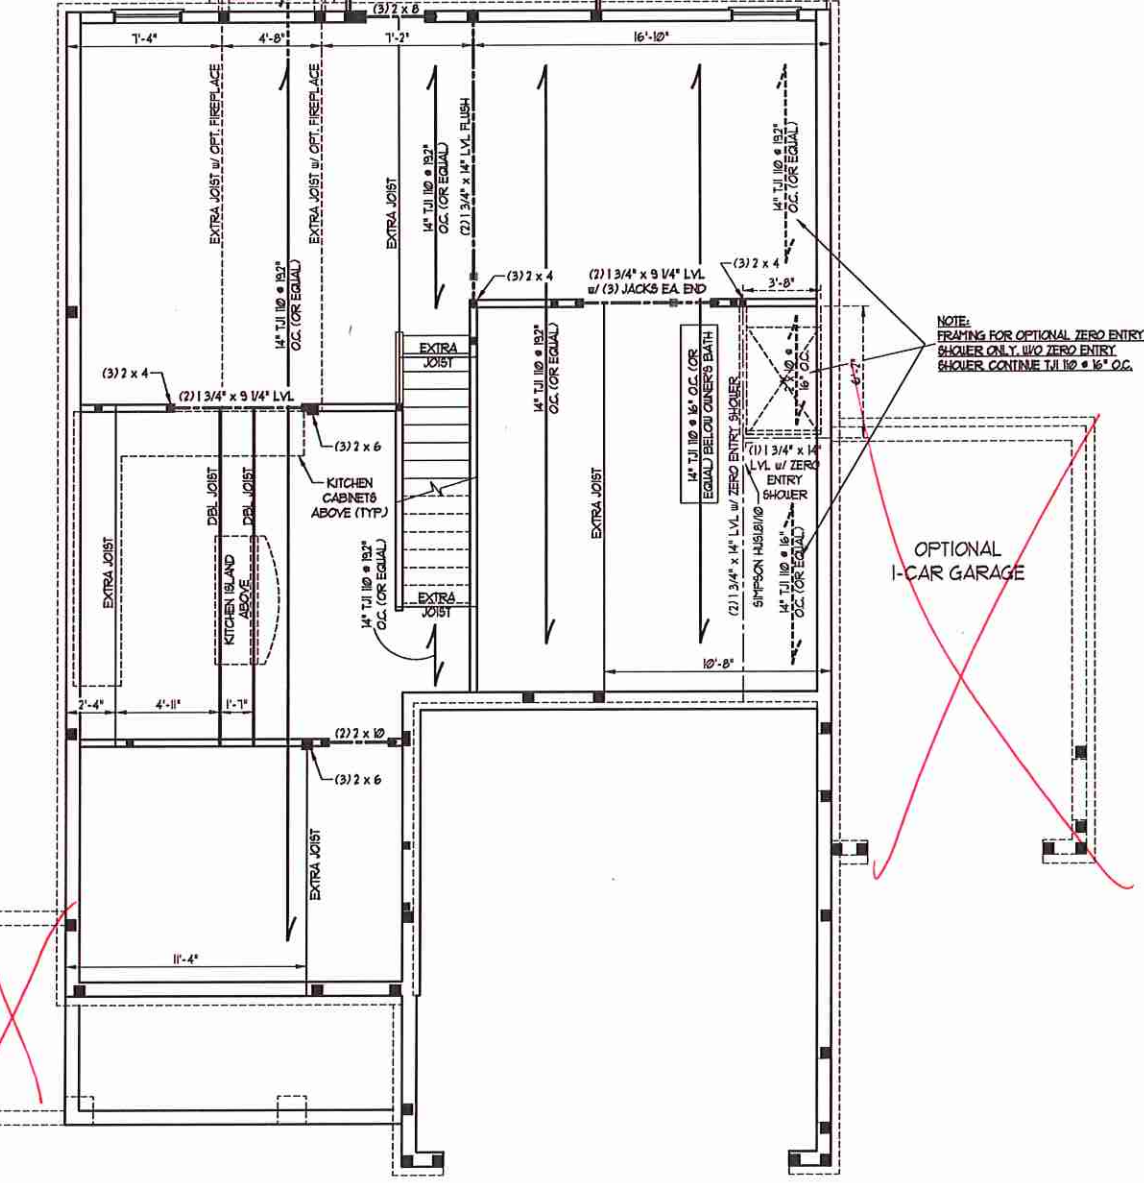 (3) 2 x 8
7'-4"
4'-8"
7'-2"
16'-10"
EXTRA JOIST w/ OPT. FIREPLACE
EXTRA JOIST w/ OPT. FIREPLACE
EXTRA JOIST
14" TJI 110 @ 19.2"
O.C. (OR EQUAL)
14" TJI 110 @ 19.2"
O.C. (OR EQUAL)
(2) 1 3/4" x 14" LVL FLUSH
14" TJI 110 @ 19.2"
O.C. (OR EQUAL)
(3) 2 x 4
(2) 1 3/4" x 9 1/4" LVL
w/ (3) JACKS EA. END
(3) 2 x 4
3'-8"
NOTE:
FRAMING FOR OPTIONAL ZERO ENTRY
SHOWER ONLY. W/O ZERO ENTRY
SHOWER CONTINUE TJI 110 @ 16" O.C.
EXTRA
JOIST
14" TJI 110 @ 19.2"
O.C. (OR EQUAL)
16" O.C.
(3) 2 x 4
(2) 1 3/4" x 9 1/4" LVL
(3) 2 x 6
KITCHEN
CABINETS
ABOVE (TYP.)
DBL JOIST
DBL JOIST
EXTRA JOIST
KITCHEN ISLAND
ABOVE
14" TJI 110 @ 19.2"
O.C. (OR EQUAL)
EXTRA
JOIST
EXTRA JOIST
14" TJI 110 @ 16" O.C. (OR
EQUAL) BELOW OWNER'S BATH
(2) 1 3/4" x 14" LVL w/ ZERO ENTRY SHOWER
(1) 1 3/4" x 14"
LVL w/ ZERO
ENTRY
SHOWER
SIMPSON HUS1.81/10
14" TJI 110 @ 16"
O.C. (OR EQUAL)
OPTIONAL
1-CAR GARAGE
10'-8"
2'-4"
4'-11"
1'-7"
(2) 2 x 10
(3) 2 x 6
EXTRA JOIST
11'-4"